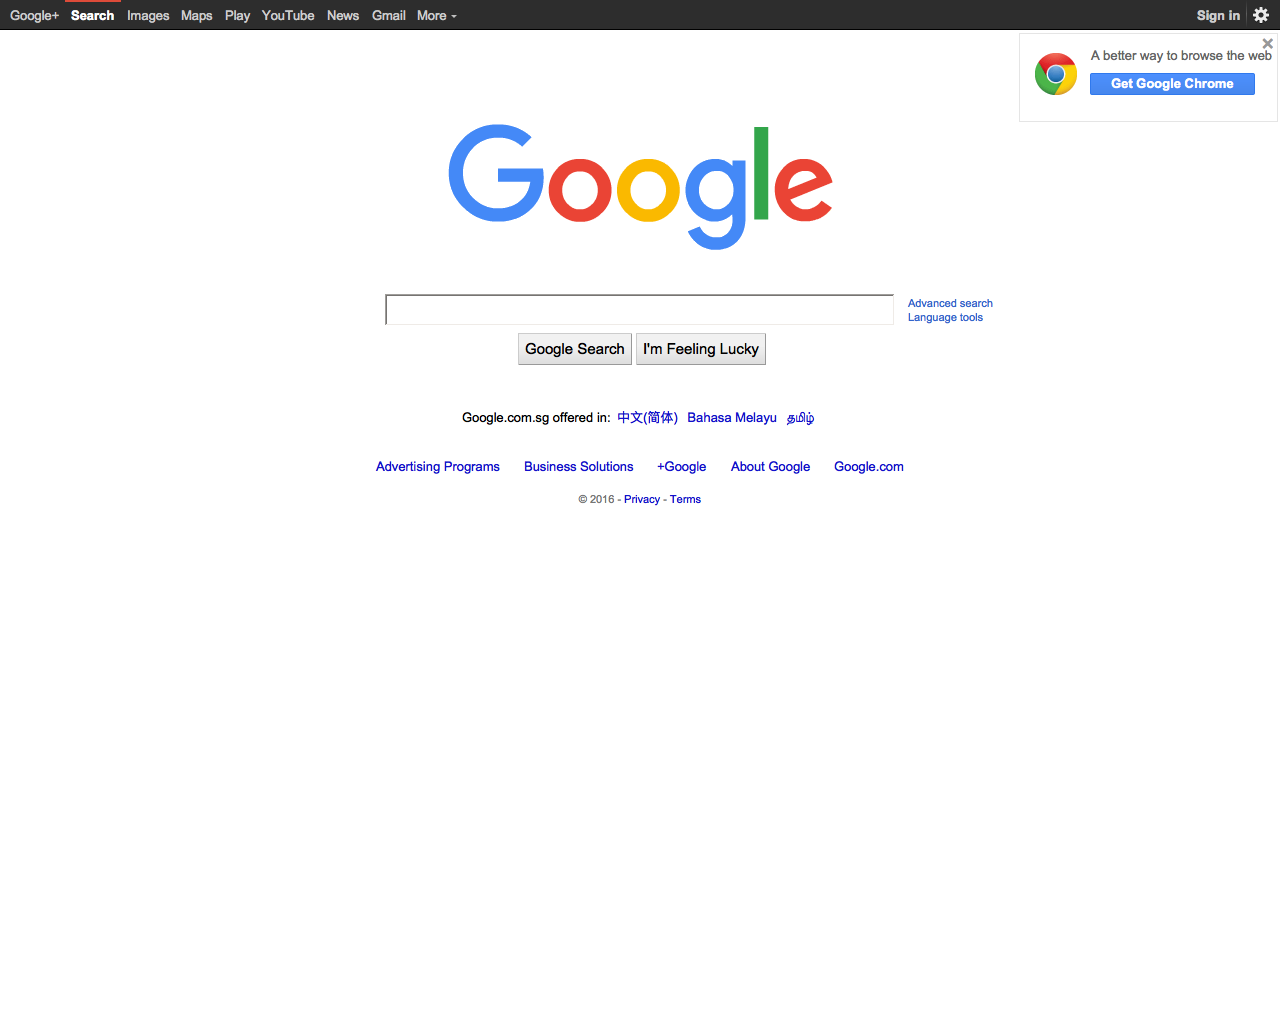 Google+ Search Images Maps Play YouTube News Gmail More Sign in
A better way to browse the web
Get Google Chrome
Google
Advanced search
Language tools
Google Search I'm Feeling Lucky
Google.com.sg offered in: 中文(简体) Bahasa Melayu தமிழ்
Advertising Programs Business Solutions +Google About Google Google.com
© 2016 - Privacy - Terms